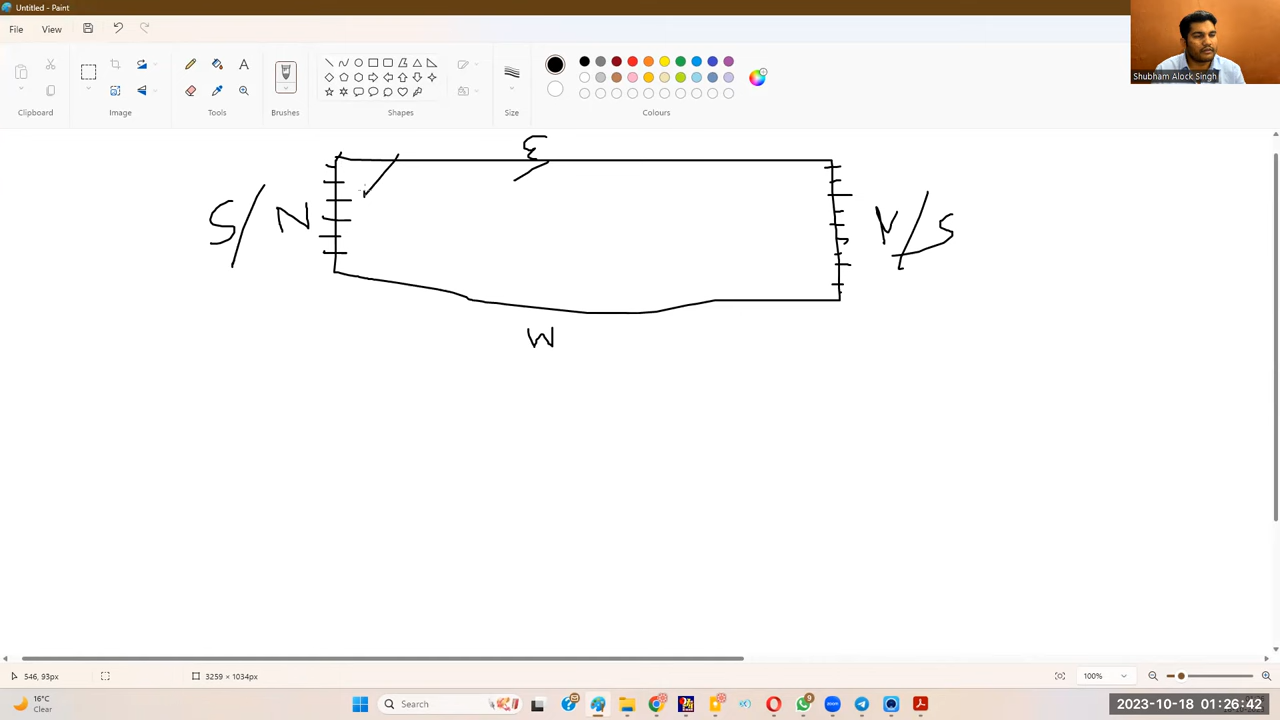 Untitled - Paint
File View
Shubham Alock Singh
Clipboard Image Tools Brushes Shapes Size Colours
E
S/ N N/S
W
546, 93px 3259 × 1034px 100%
16°C
Clear
Search
9
2023-10-18 01:26:42